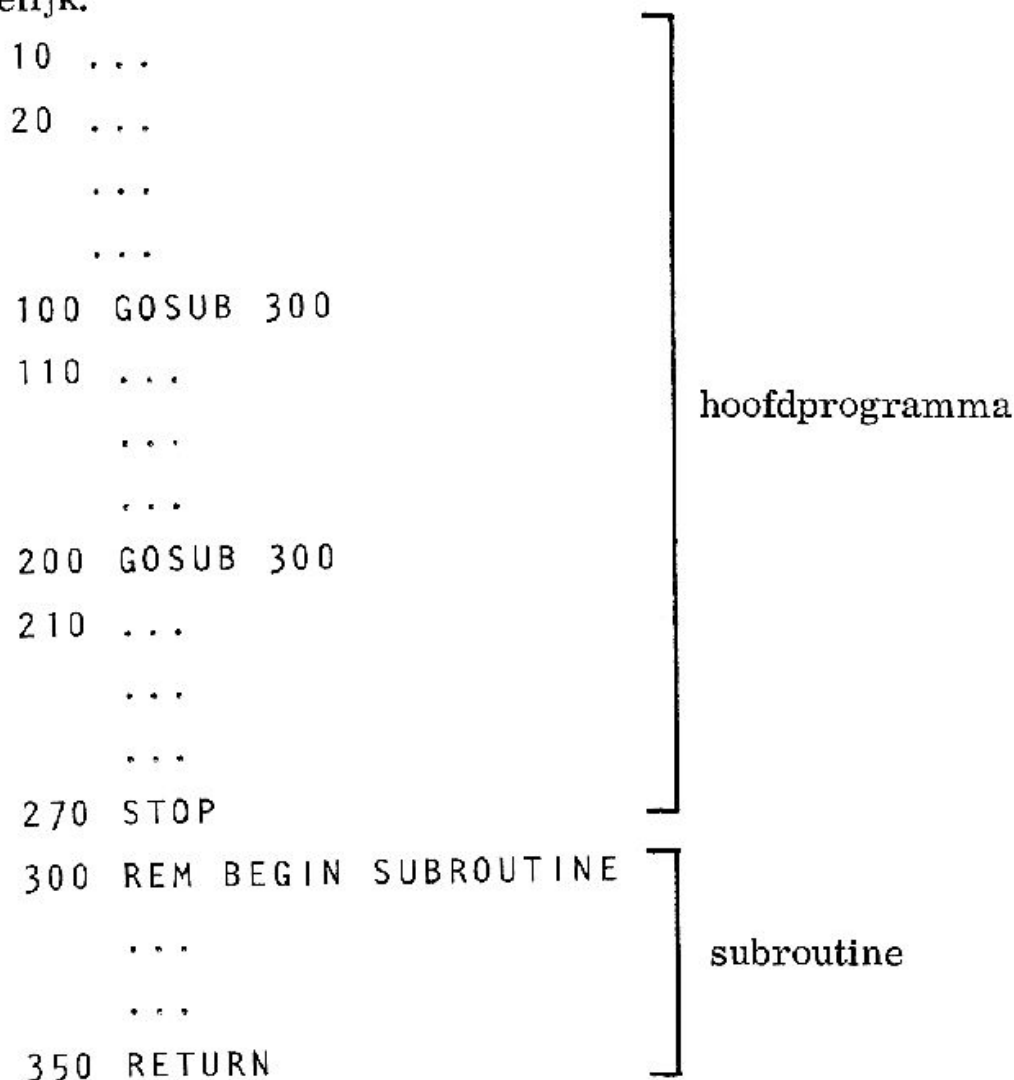 10 ...
20 ...
...
...
100 GOSUB 300
110 ...
...
...
200 GOSUB 300
210 ...
...
...
270 STOP
hoofdprogramma
300 REM BEGIN SUBROUTINE
...
...
350 RETURN
subroutine